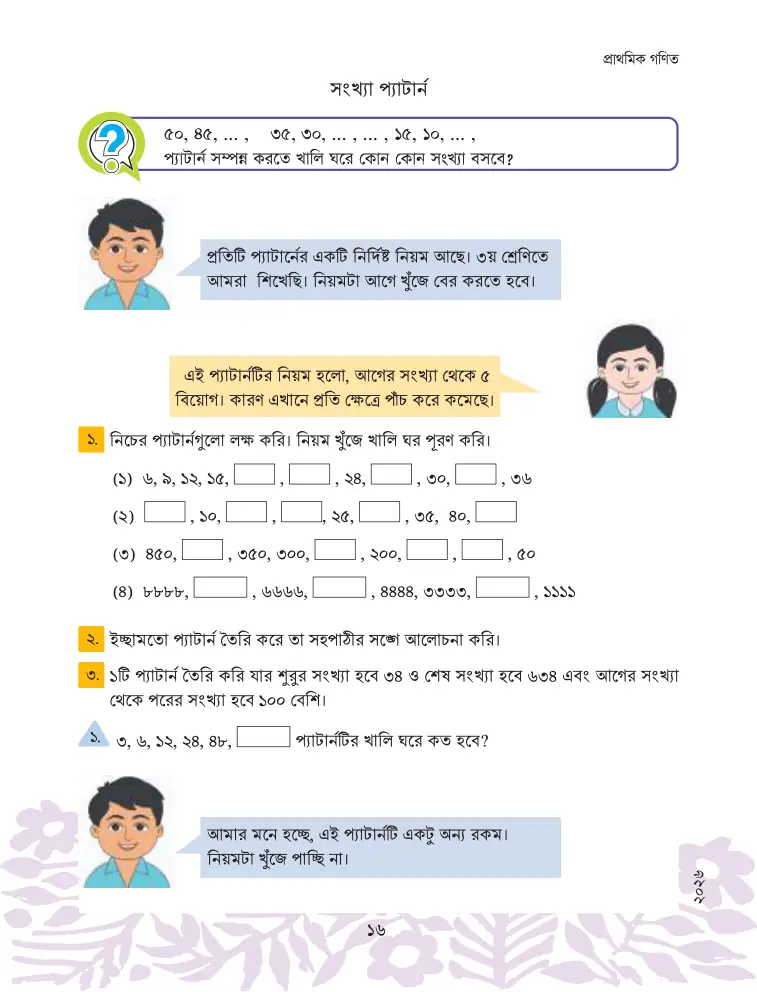 প্রাথমিক গণিত
সংখ্যা প্যাটার্ন
৫০, ৪৫, ... , ৩৫, ৩০, ... , ... , ১৫, ১০, ... ,
প্যাটার্ন সম্পন্ন করতে খালি ঘরে কোন কোন সংখ্যা বসবে?
প্রতিটি প্যাটার্নের একটি নির্দিষ্ট নিয়ম আছে। ৩য় শ্রেণিতে
আমরা শিখেছি। নিয়মটা আগে খুঁজে বের করতে হবে।
এই প্যাটার্নটির নিয়ম হলো, আগের সংখ্যা থেকে ৫
বিয়োগ। কারণ এখানে প্রতি ক্ষেত্রে পাঁচ করে কমেছে।
১. নিচের প্যাটার্নগুলো লক্ষ করি। নিয়ম খুঁজে খালি ঘর পূরণ করি।
(১) ৬, ৯, ১২, ১৫, , , ২৪, , ৩০, , ৩৬
(২) , ১০, , , ২৫, , ৩৫, ৪০,
(৩) ৪৫০, , ৩৫০, ৩০০, , ২০০, , , ৫০
(৪) ৮৮৮৮, , ৬৬৬৬, , ৪৪৪৪, ৩৩৩৩, , ১১১১
২. ইচ্ছামতো প্যাটার্ন তৈরি করে তা সহপাঠীর সঙ্গে আলোচনা করি।
৩. ১টি প্যাটার্ন তৈরি করি যার শুরুর সংখ্যা হবে ৩৪ ও শেষ সংখ্যা হবে ৬৩৪ এবং আগের সংখ্যা
থেকে পরের সংখ্যা হবে ১০০ বেশি।
১. ৩, ৬, ১২, ২৪, ৪৮, প্যাটার্নটির খালি ঘরে কত হবে?
আমার মনে হচ্ছে, এই প্যাটার্নটি একটু অন্য রকম।
নিয়মটা খুঁজে পাচ্ছি না।
২০২৬
১৬